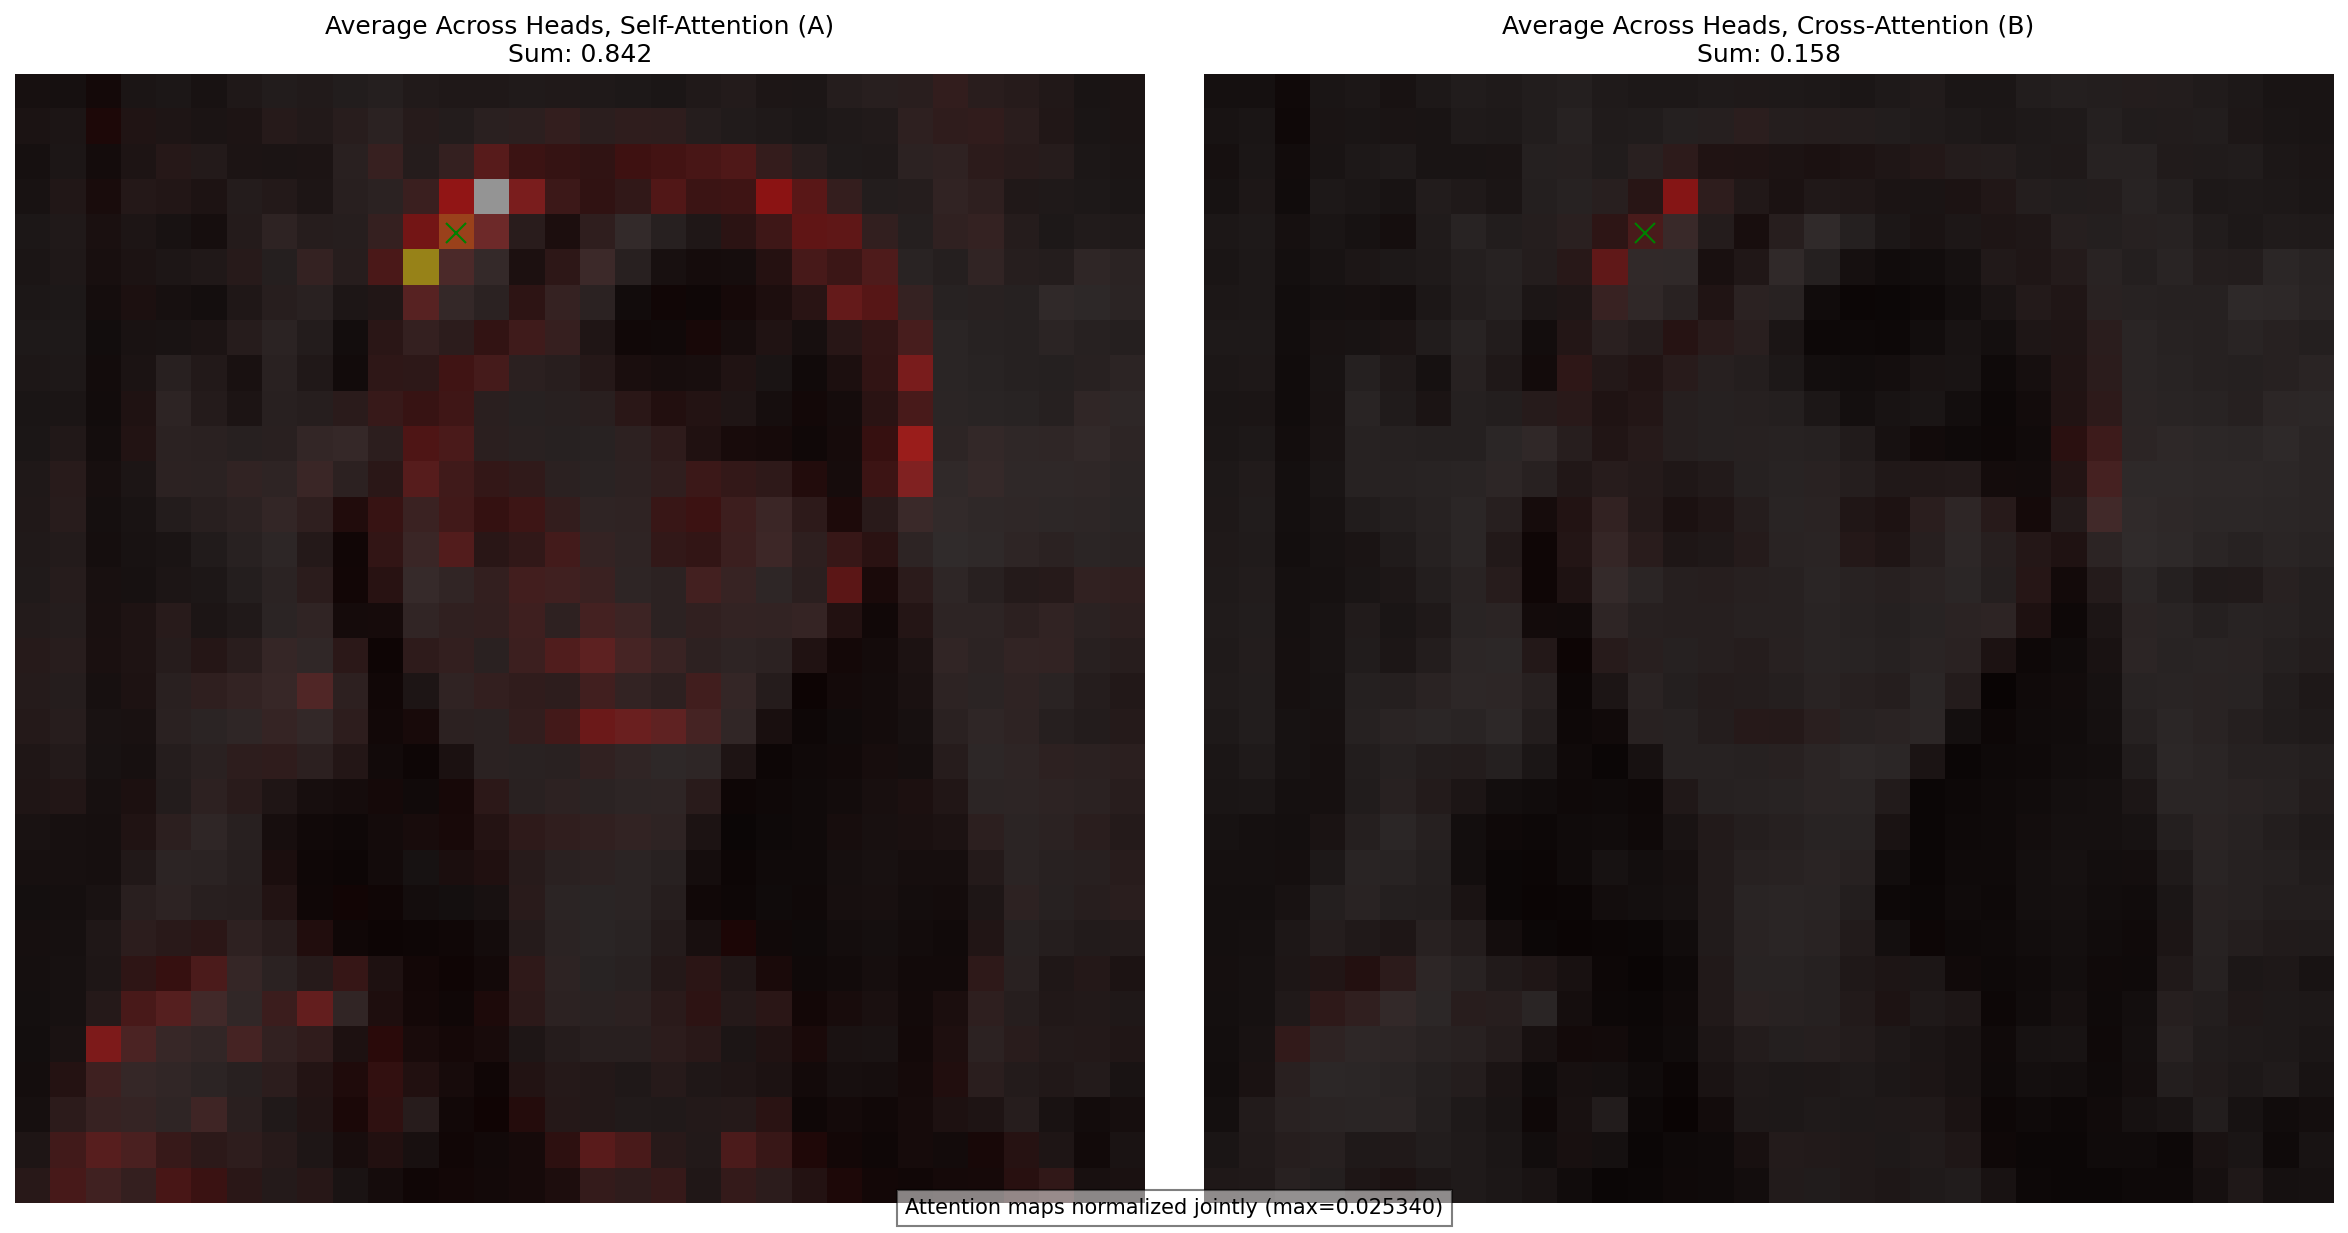 Average Across Heads, Self-Attention (A)
Sum: 0.842
Average Across Heads, Cross-Attention (B)
Sum: 0.158
Attention maps normalized jointly (max=0.025340)